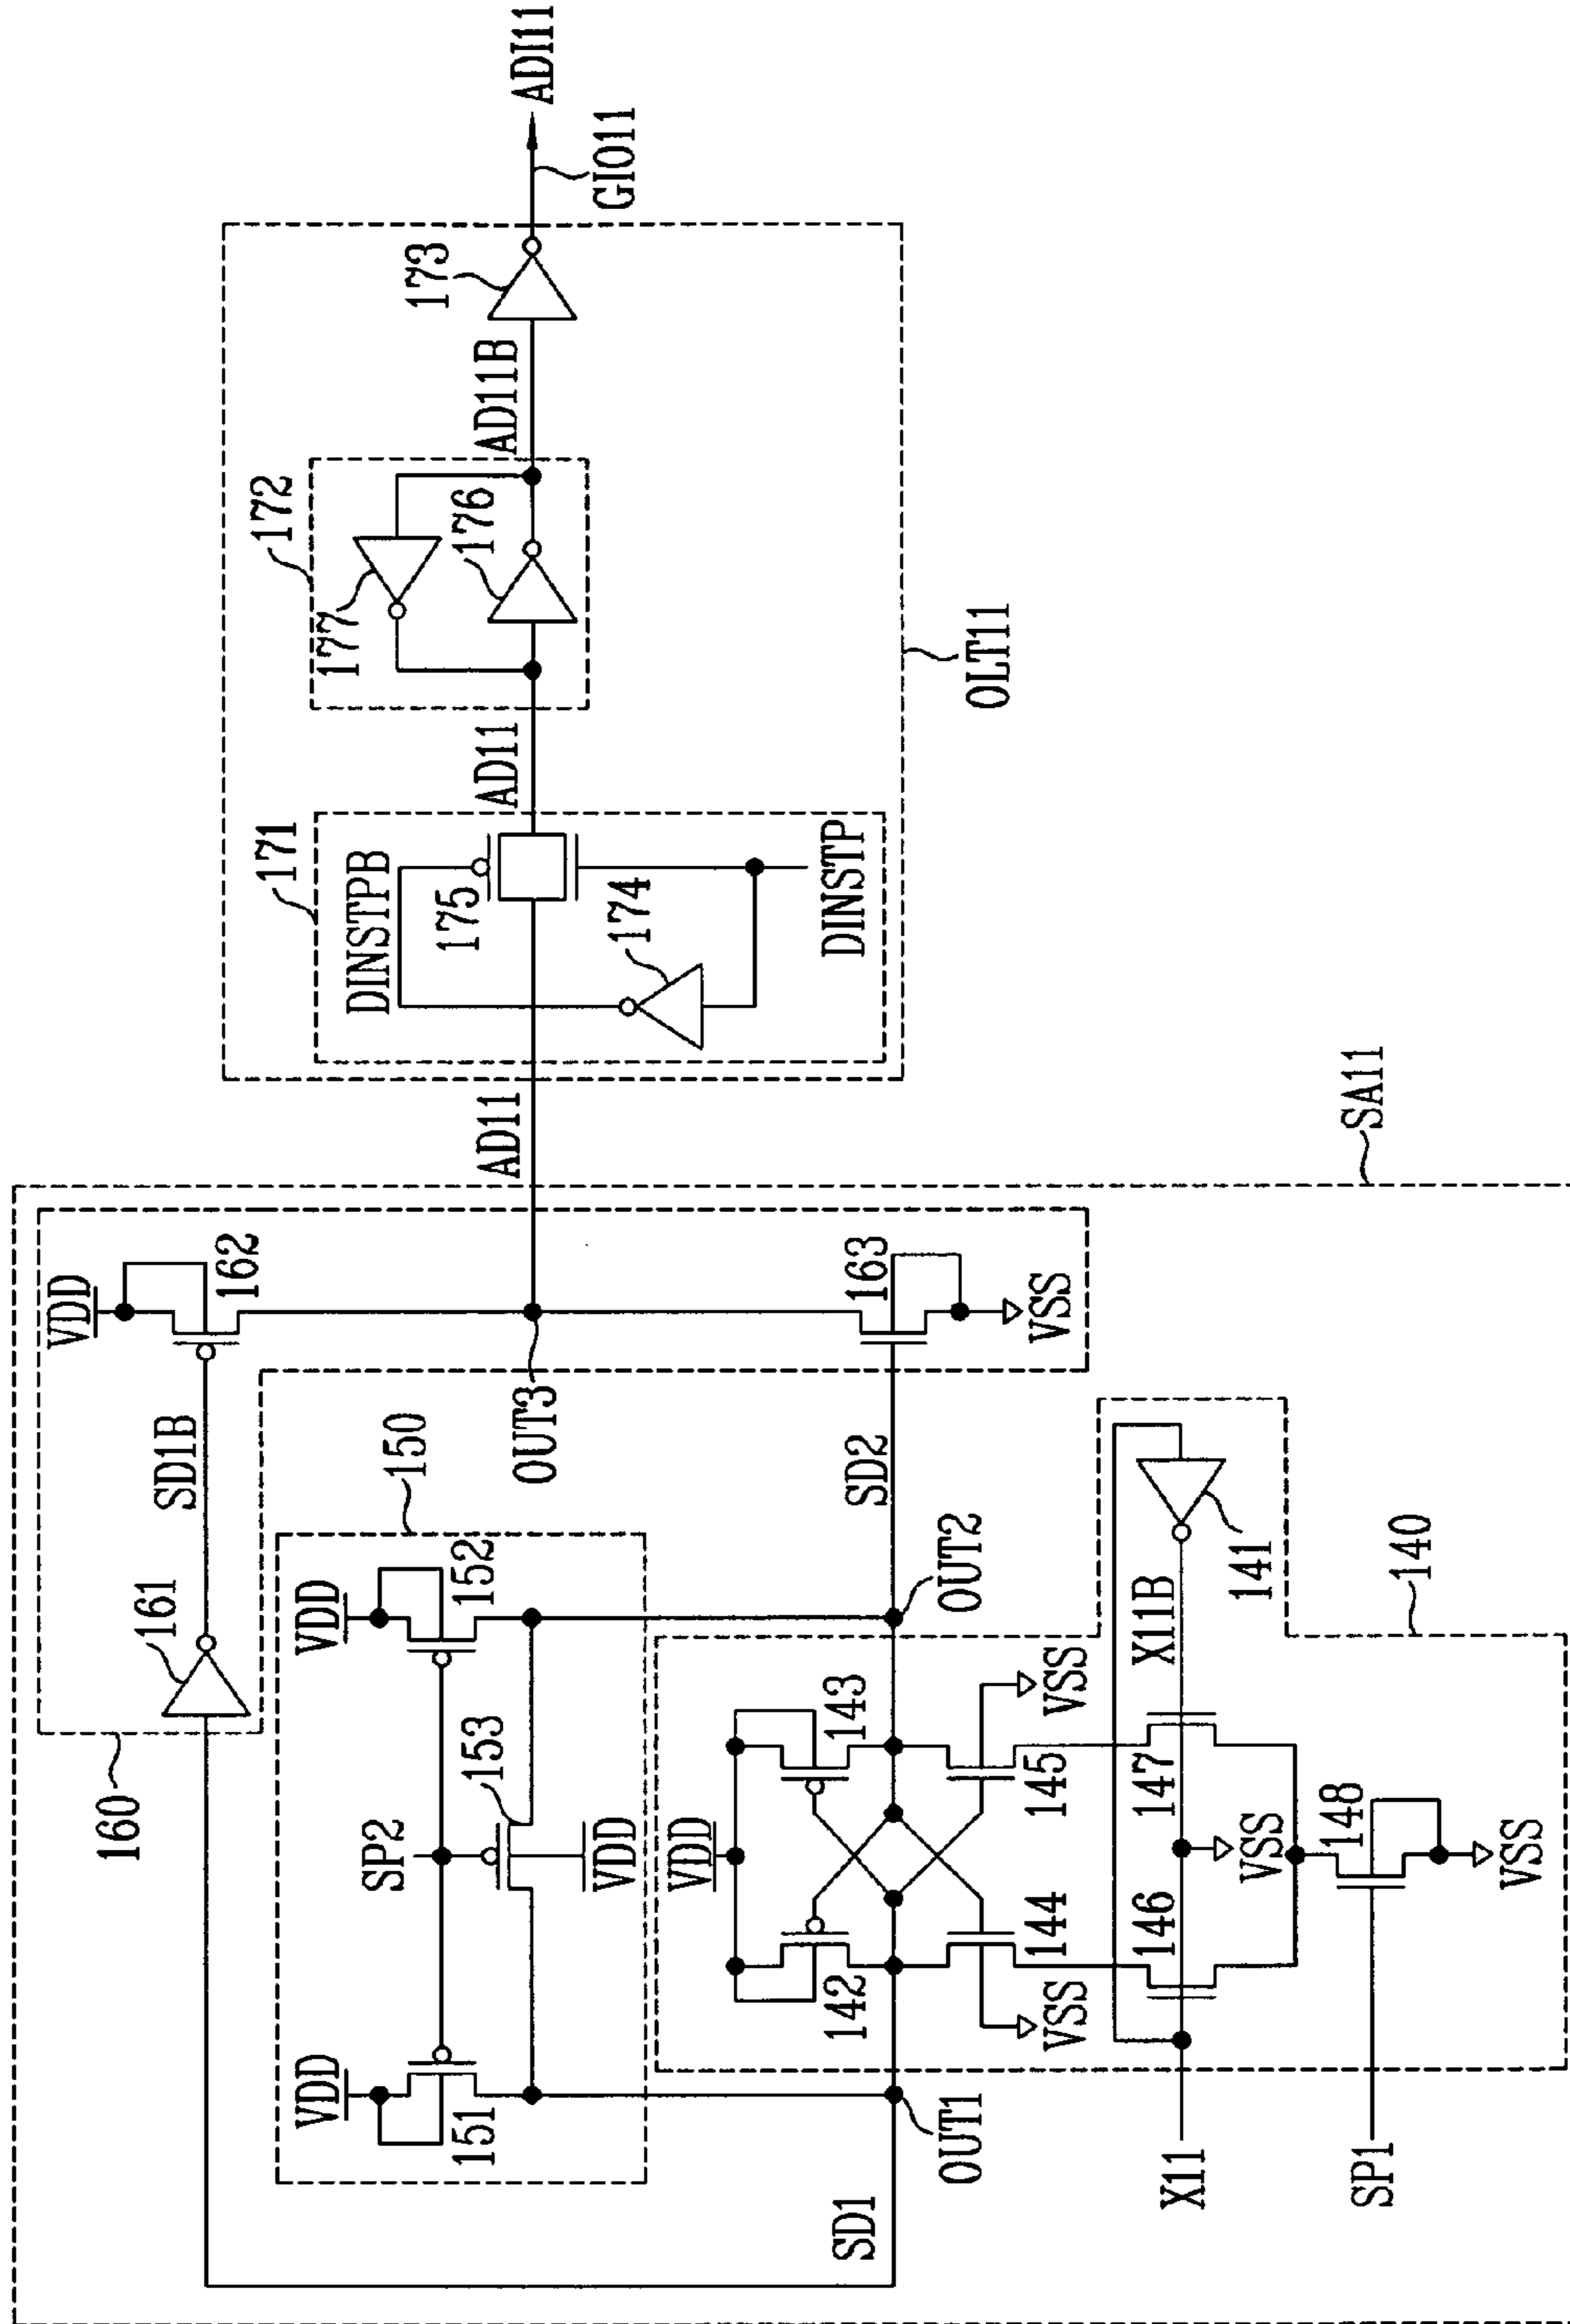 160
161
SD1B
VDD
162
SA11
VDD
151
SP2
153
VDD
VDD
152
150
OUT3
AD11
171
DINSTPB
175
174
DINSTP
AD11
172
177
176
AD11B
173
GIO11
ADI11
OLT11
SD1
OUT1
VDD
142
143
144
145
VSS
VSS
OUT2
SD2
163
VSS
X11
146
147
VSS
X11B
141
140
SP1
148
VSS